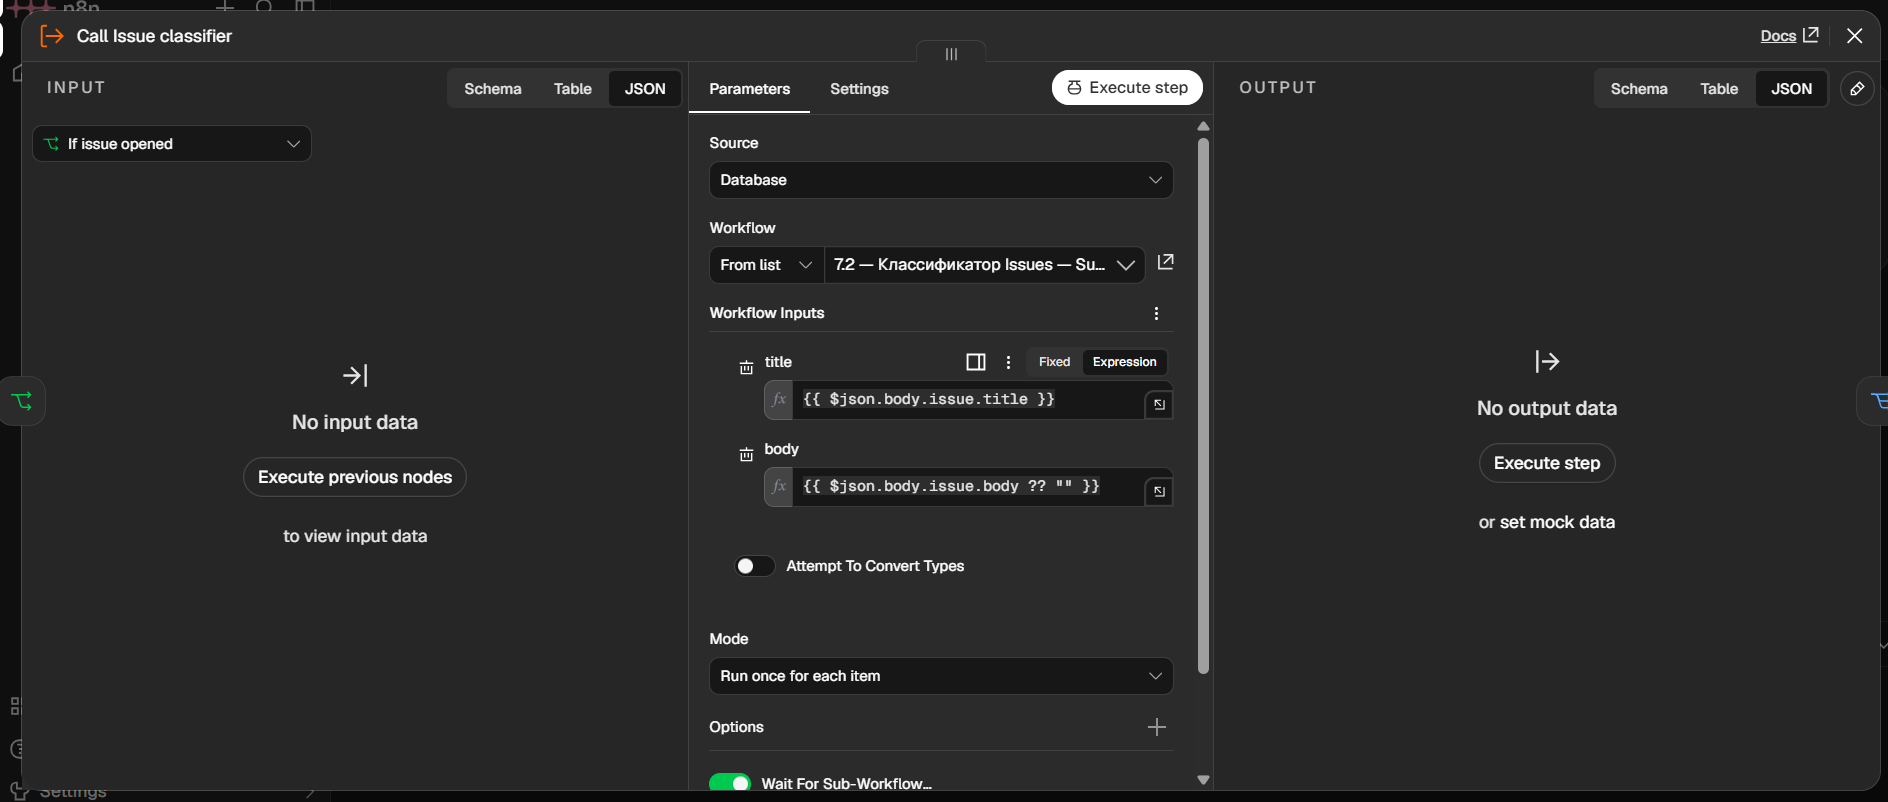 n8n
Call Issue classifier
Docs
INPUT
Schema
Table
JSON
If issue opened
No input data
Execute previous nodes
to view input data
Parameters
Settings
Execute step
Source
Database
Workflow
From list
7.2 — Классификатор Issues — Su...
Workflow Inputs
title
Fixed
Expression
fx
{{ $json.body.issue.title }}
body
fx
{{ $json.body.issue.body ?? "" }}
Attempt To Convert Types
Mode
Run once for each item
Options
Wait For Sub-Workflow...
OUTPUT
Schema
Table
JSON
No output data
Execute step
or set mock data
Settings